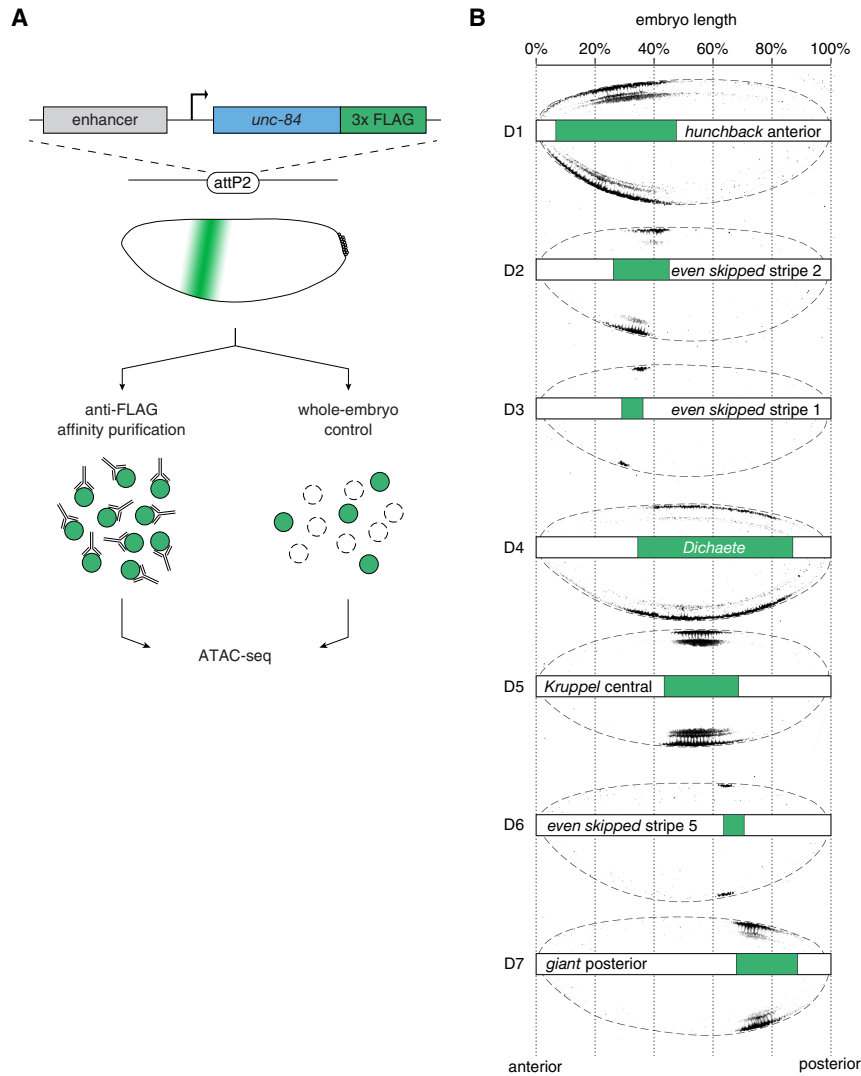 A
enhancer
unc-84
3x FLAG
attP2
anti-FLAG
affinity purification
whole-embryo
control
ATAC-seq
B
embryo length
0% 20% 40% 60% 80% 100%
D1
hunchback anterior
D2
even skipped stripe 2
D3
even skipped stripe 1
D4
Dichaete
D5
Kruppel central
D6
even skipped stripe 5
D7
giant posterior
anterior
posterior